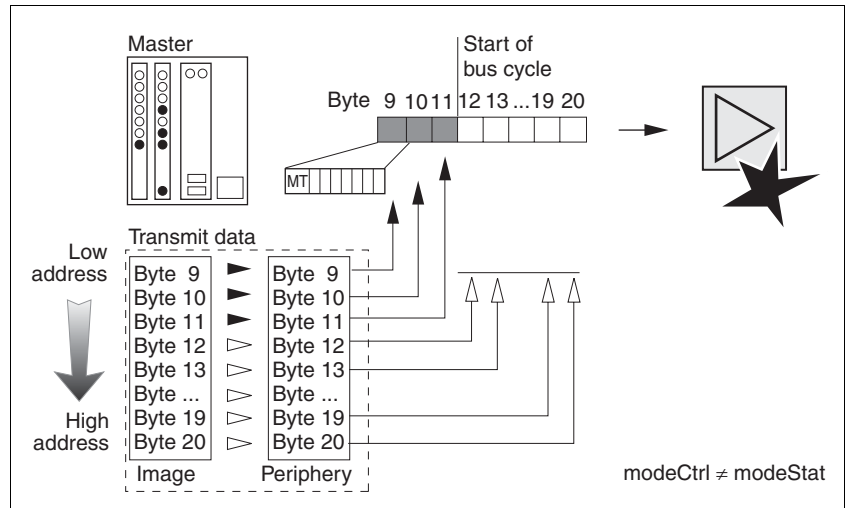 Master
Start of
bus cycle
Byte 9 10 11 12 13 ...19 20
MT
Transmit data
Low
address
Byte 9 Byte 9
Byte 10 Byte 10
Byte 11 Byte 11
Byte 12 Byte 12
Byte 13 Byte 13
Byte ... Byte ...
Byte 19 Byte 19
Byte 20 Byte 20
High
address
Image Periphery
modeCtrl ≠ modeStat